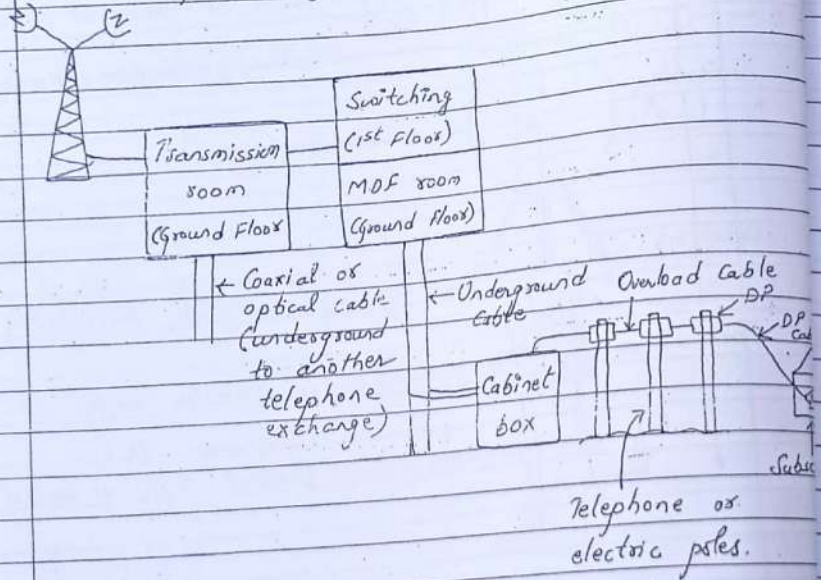 Switching
(1st Floor)
MDF room
(Ground Floor)
Transmission
room
(Ground Floor
← Coaxial or
optical cable
(underground
to another
telephone
exchange)
← Underground
Cable
Overload Cable
DP
DP
Cabinet
box
Telephone or
electric poles.